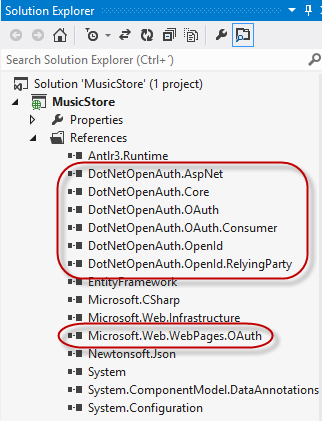 Solution Explorer
Search Solution Explorer (Ctrl+´)
Solution 'MusicStore' (1 project)
MusicStore
Properties
References
Antlr3.Runtime
DotNetOpenAuth.AspNet
DotNetOpenAuth.Core
DotNetOpenAuth.OAuth
DotNetOpenAuth.OAuth.Consumer
DotNetOpenAuth.OpenId
DotNetOpenAuth.OpenId.RelyingParty
EntityFramework
Microsoft.CSharp
Microsoft.Web.Infrastructure
Microsoft.Web.WebPages.OAuth
Newtonsoft.Json
System
System.ComponentModel.DataAnnotations
System.Configuration